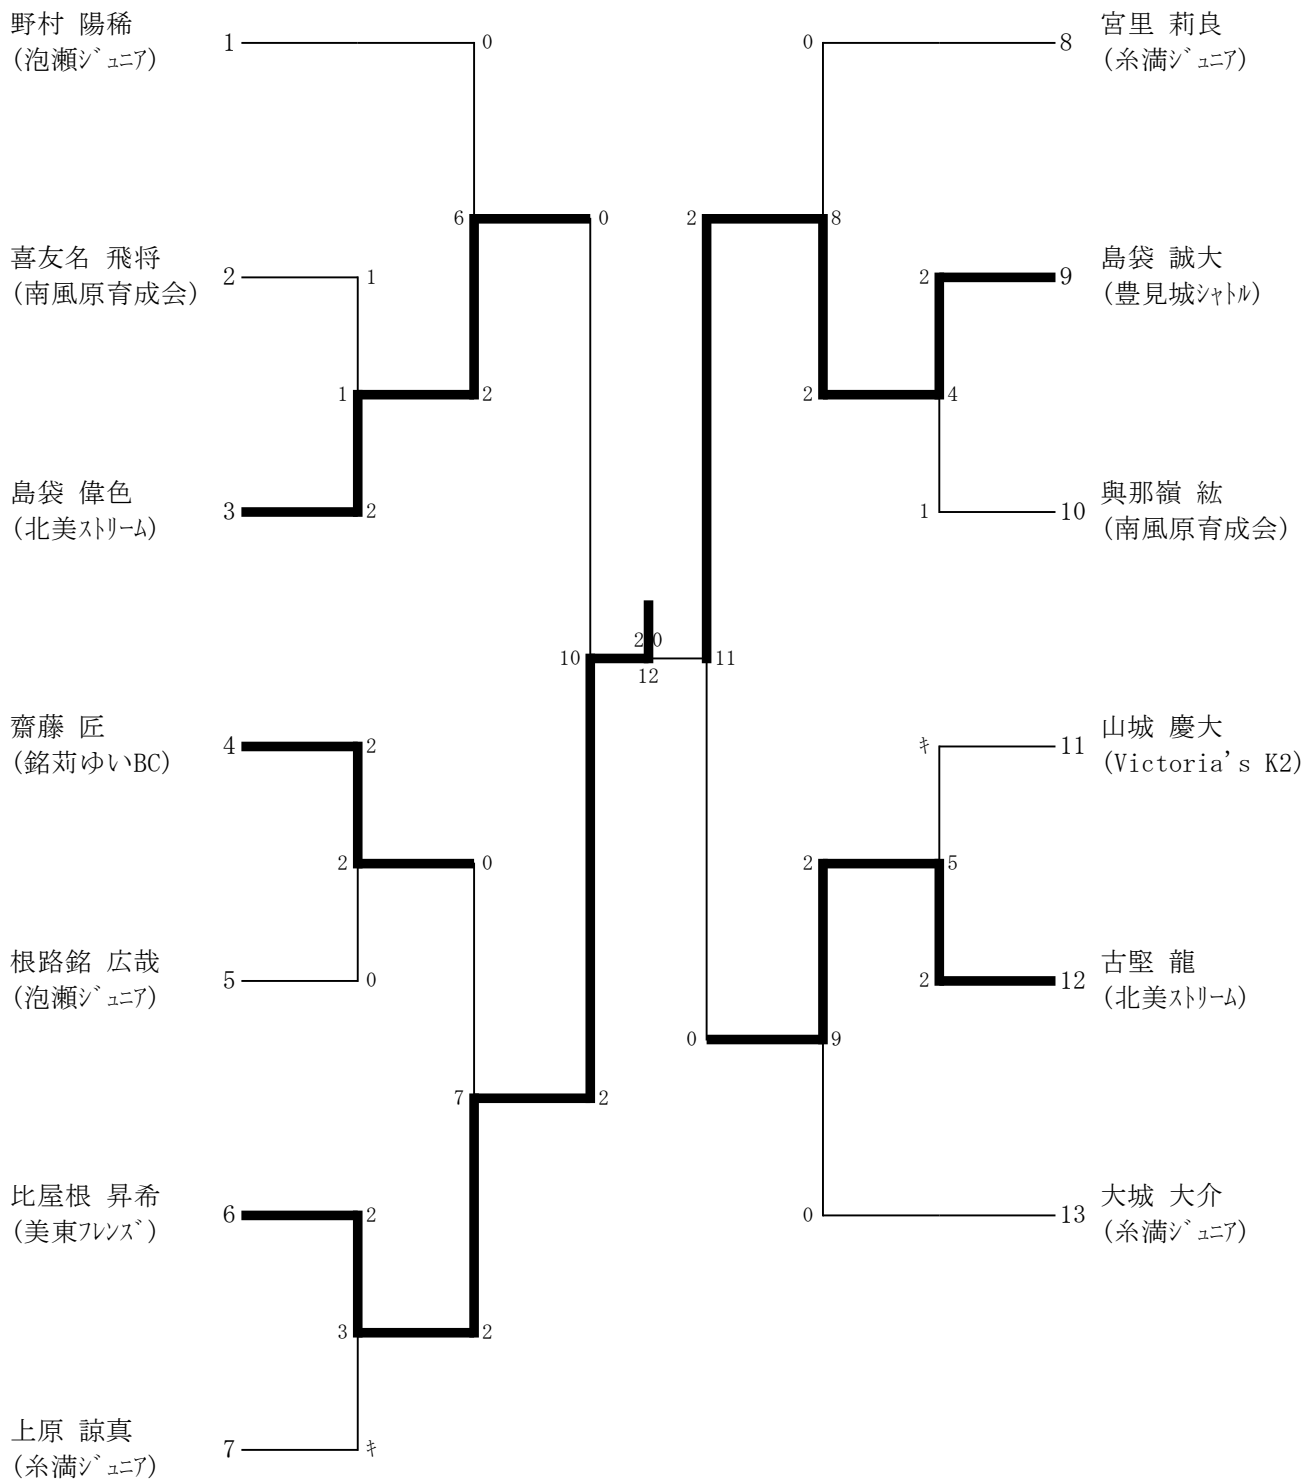 野村 陽稀
(泡瀬ｼﾞｭﾆｱ)
1
0
喜友名 飛将
(南風原育成会)
2
1
6
0
1
2
島袋 偉色
(北美ｽﾄﾘｰﾑ)
3
2
齋藤 匠
(銘苅ゆいBC)
4
2
2
0
根路銘 広哉
(泡瀬ｼﾞｭﾆｱ)
5
0
7
2
比屋根 昇希
(美東ﾌﾚﾝｽﾞ)
6
2
3
2
上原 諒真
(糸満ｼﾞｭﾆｱ)
7
ｷ
10
2 0
12
11
0
8
宮里 莉良
(糸満ｼﾞｭﾆｱ)
2
8
2
9
島袋 誠大
(豊見城ｼｬﾄﾙ)
2
4
1
10
與那嶺 紘
(南風原育成会)
ｷ
11
山城 慶大
(Victoria's K2)
2
5
2
12
古堅 龍
(北美ｽﾄﾘｰﾑ)
0
9
0
13
大城 大介
(糸満ｼﾞｭﾆｱ)